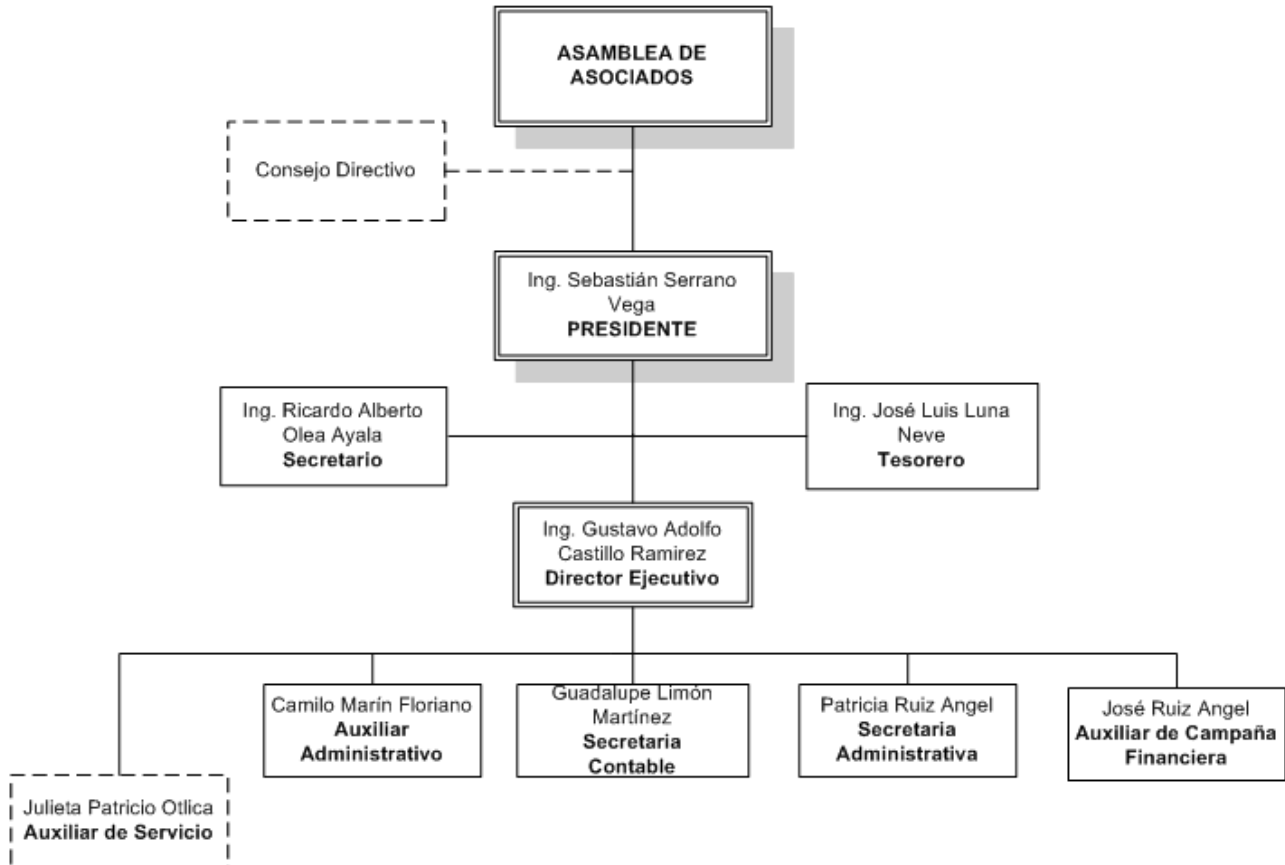 ASAMBLEA DE
ASOCIADOS
Consejo Directivo
Ing. Sebastián Serrano
Vega
PRESIDENTE
Ing. Ricardo Alberto
Olea Ayala
Secretario
Ing. José Luis Luna
Neve
Tesorero
Ing. Gustavo Adolfo
Castillo Ramirez
Director Ejecutivo
Julieta Patricio Otlica
Auxiliar de Servicio
Camilo Marín Floriano
Auxiliar
Administrativo
Guadalupe Limón
Martínez
Secretaria
Contable
Patricia Ruiz Angel
Secretaria
Administrativa
José Ruiz Angel
Auxiliar de Campaña
Financiera